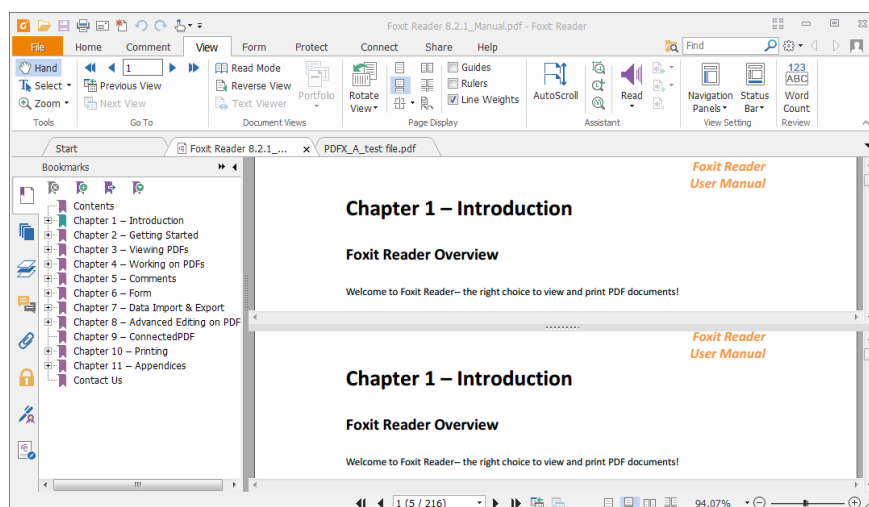 Foxit Reader 8.2.1_Manual.pdf - Foxit Reader
File Home Comment View Form Protect Connect Share Help Find
Hand 1 Read Mode Guides
Select Previous View Reverse View Rulers
Zoom Next View Text Viewer Portfolio Rotate View Line Weights AutoScroll Read Navigation Panels Status Bar 123 ABC Word Count
Tools Go To Document Views Page Display Assistant View Setting Review
Start Foxit Reader 8.2.1_... x PDFX_A_test file.pdf
Bookmarks
Contents
Chapter 1 – Introduction
Chapter 2 – Getting Started
Chapter 3 – Viewing PDFs
Chapter 4 – Working on PDFs
Chapter 5 – Comments
Chapter 6 – Form
Chapter 7 – Data Import & Export
Chapter 8 – Advanced Editing on PDF
Chapter 9 – ConnectedPDF
Chapter 10 – Printing
Chapter 11 – Appendices
Contact Us
Foxit Reader
User Manual
Chapter 1 – Introduction
Foxit Reader Overview
Welcome to Foxit Reader-- the right choice to view and print PDF documents!
Foxit Reader
User Manual
Chapter 1 – Introduction
Foxit Reader Overview
Welcome to Foxit Reader-- the right choice to view and print PDF documents!
1 (5 / 216) 94.07%